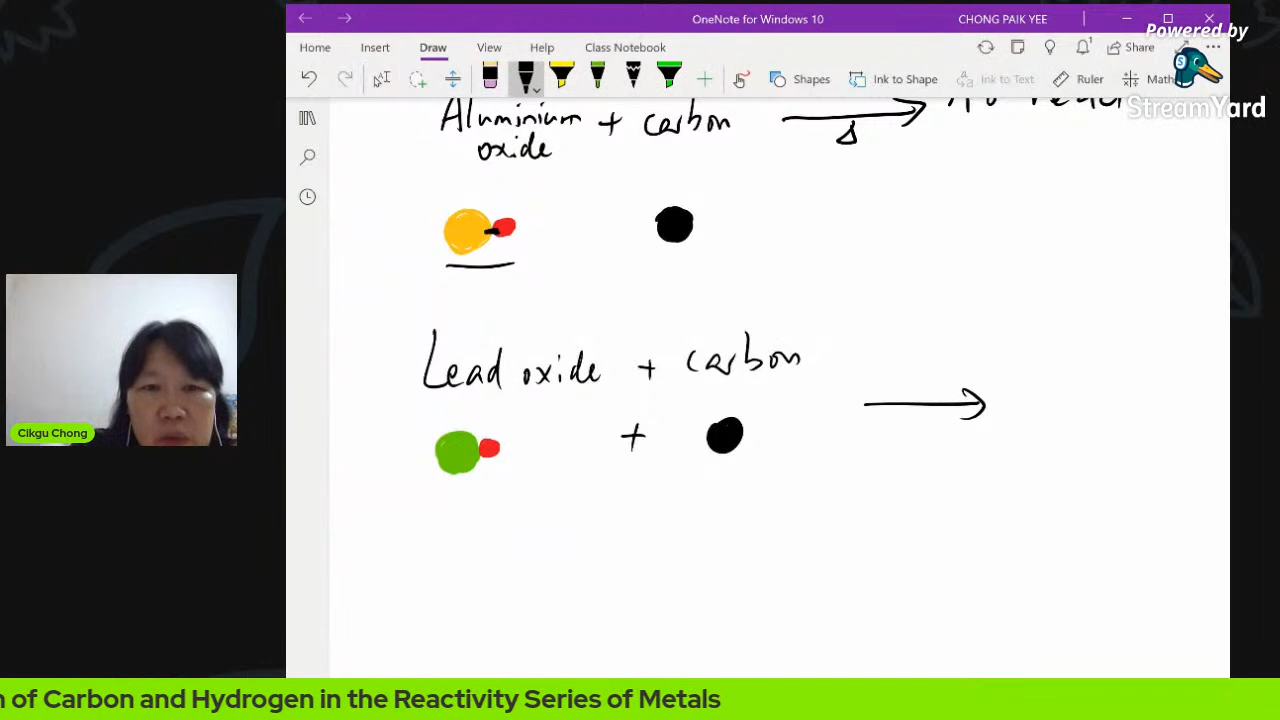 OneNote for Windows 10
CHONG PAIK YEE
Powered by
StreamYard
Home Insert Draw View Help Class Notebook
Share
Shapes
Ink to Shape
Ink to Text
Ruler
Math
Aluminium + carbon
oxide
Δ
Lead oxide + carbon
+
Cikgu Chong
of Carbon and Hydrogen in the Reactivity Series of Metals